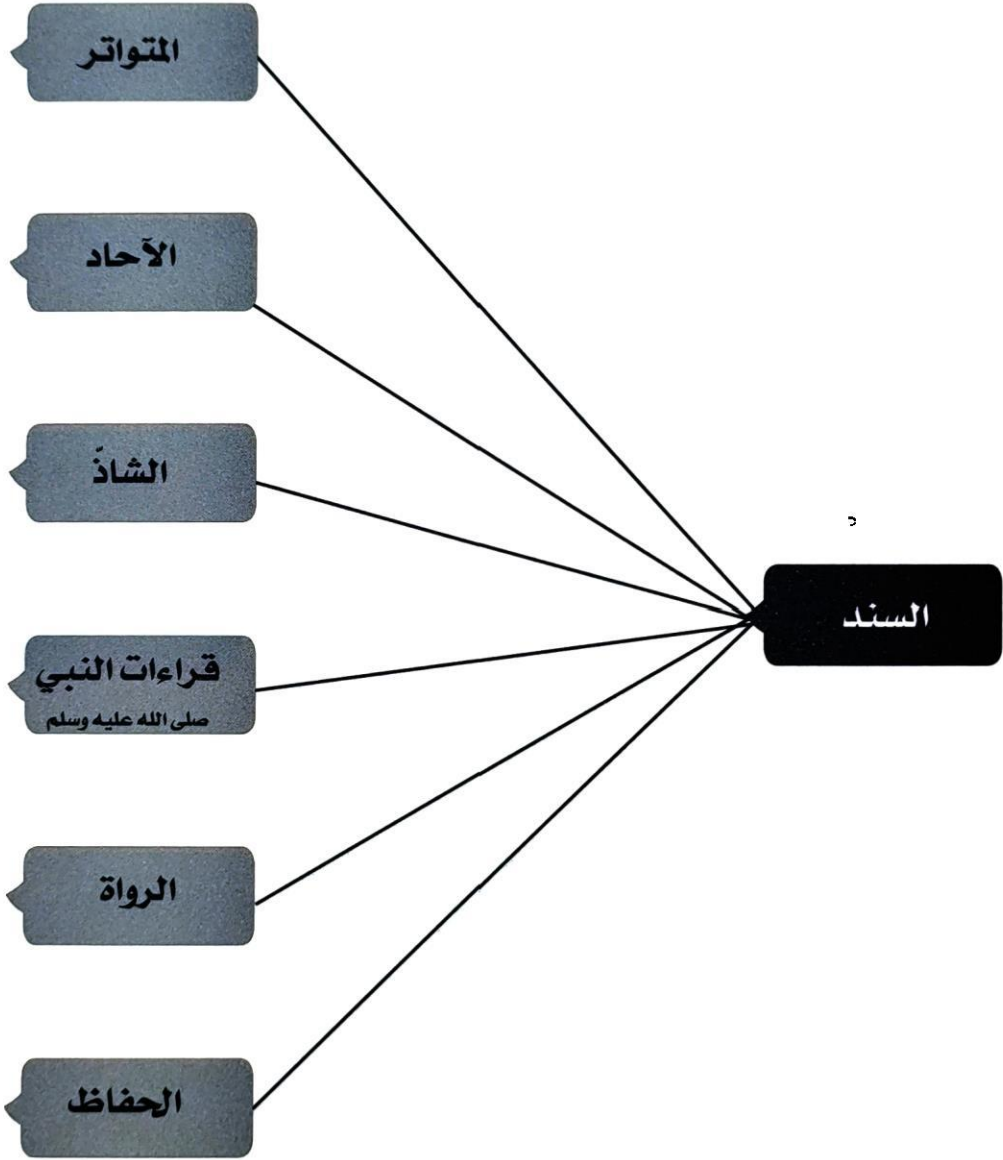 المتواتر
الآحاد
الشاذّ
السند
قراءات النبي
صلى الله عليه وسلم
الرواة
الحفاظ